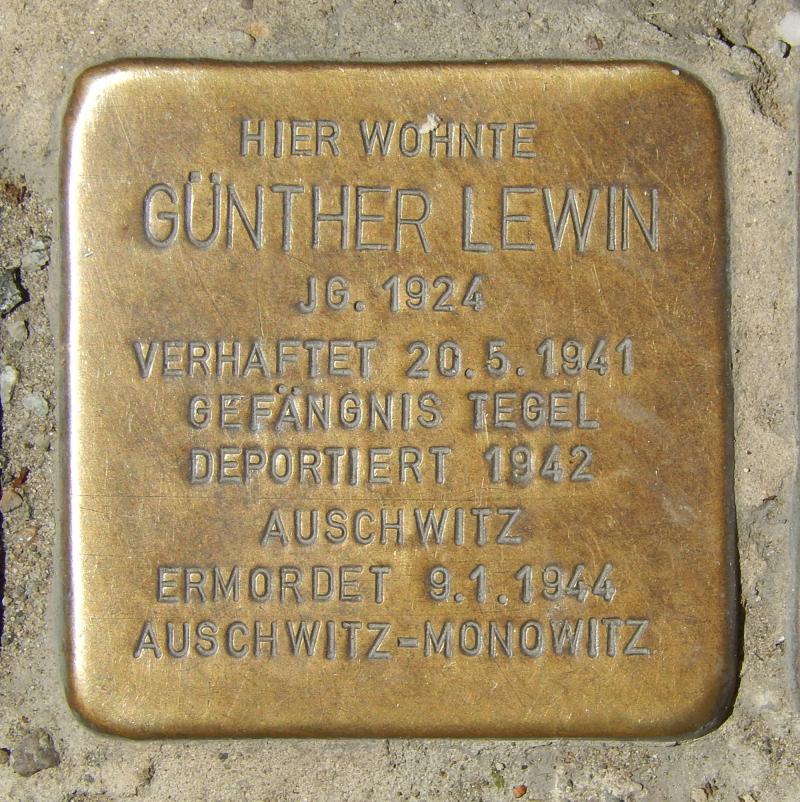 HIER WOHNTE
GÜNTHER LEWIN
JG. 1924
VERHAFTET 20.5.1941
GEFÄNGNIS TEGEL
DEPORTIERT 1942
AUSCHWITZ
ERMORDET 9.1.1944
AUSCHWITZ-MONOWITZ